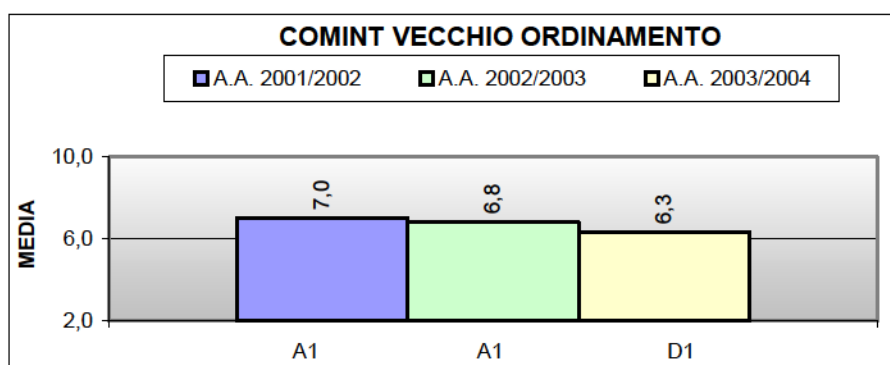 COMINT VECCHIO ORDINAMENTO
A.A. 2001/2002 A.A. 2002/2003 A.A. 2003/2004
10,0
6,0
2,0
MEDIA
7,0 6,8 6,3
A1 A1 D1